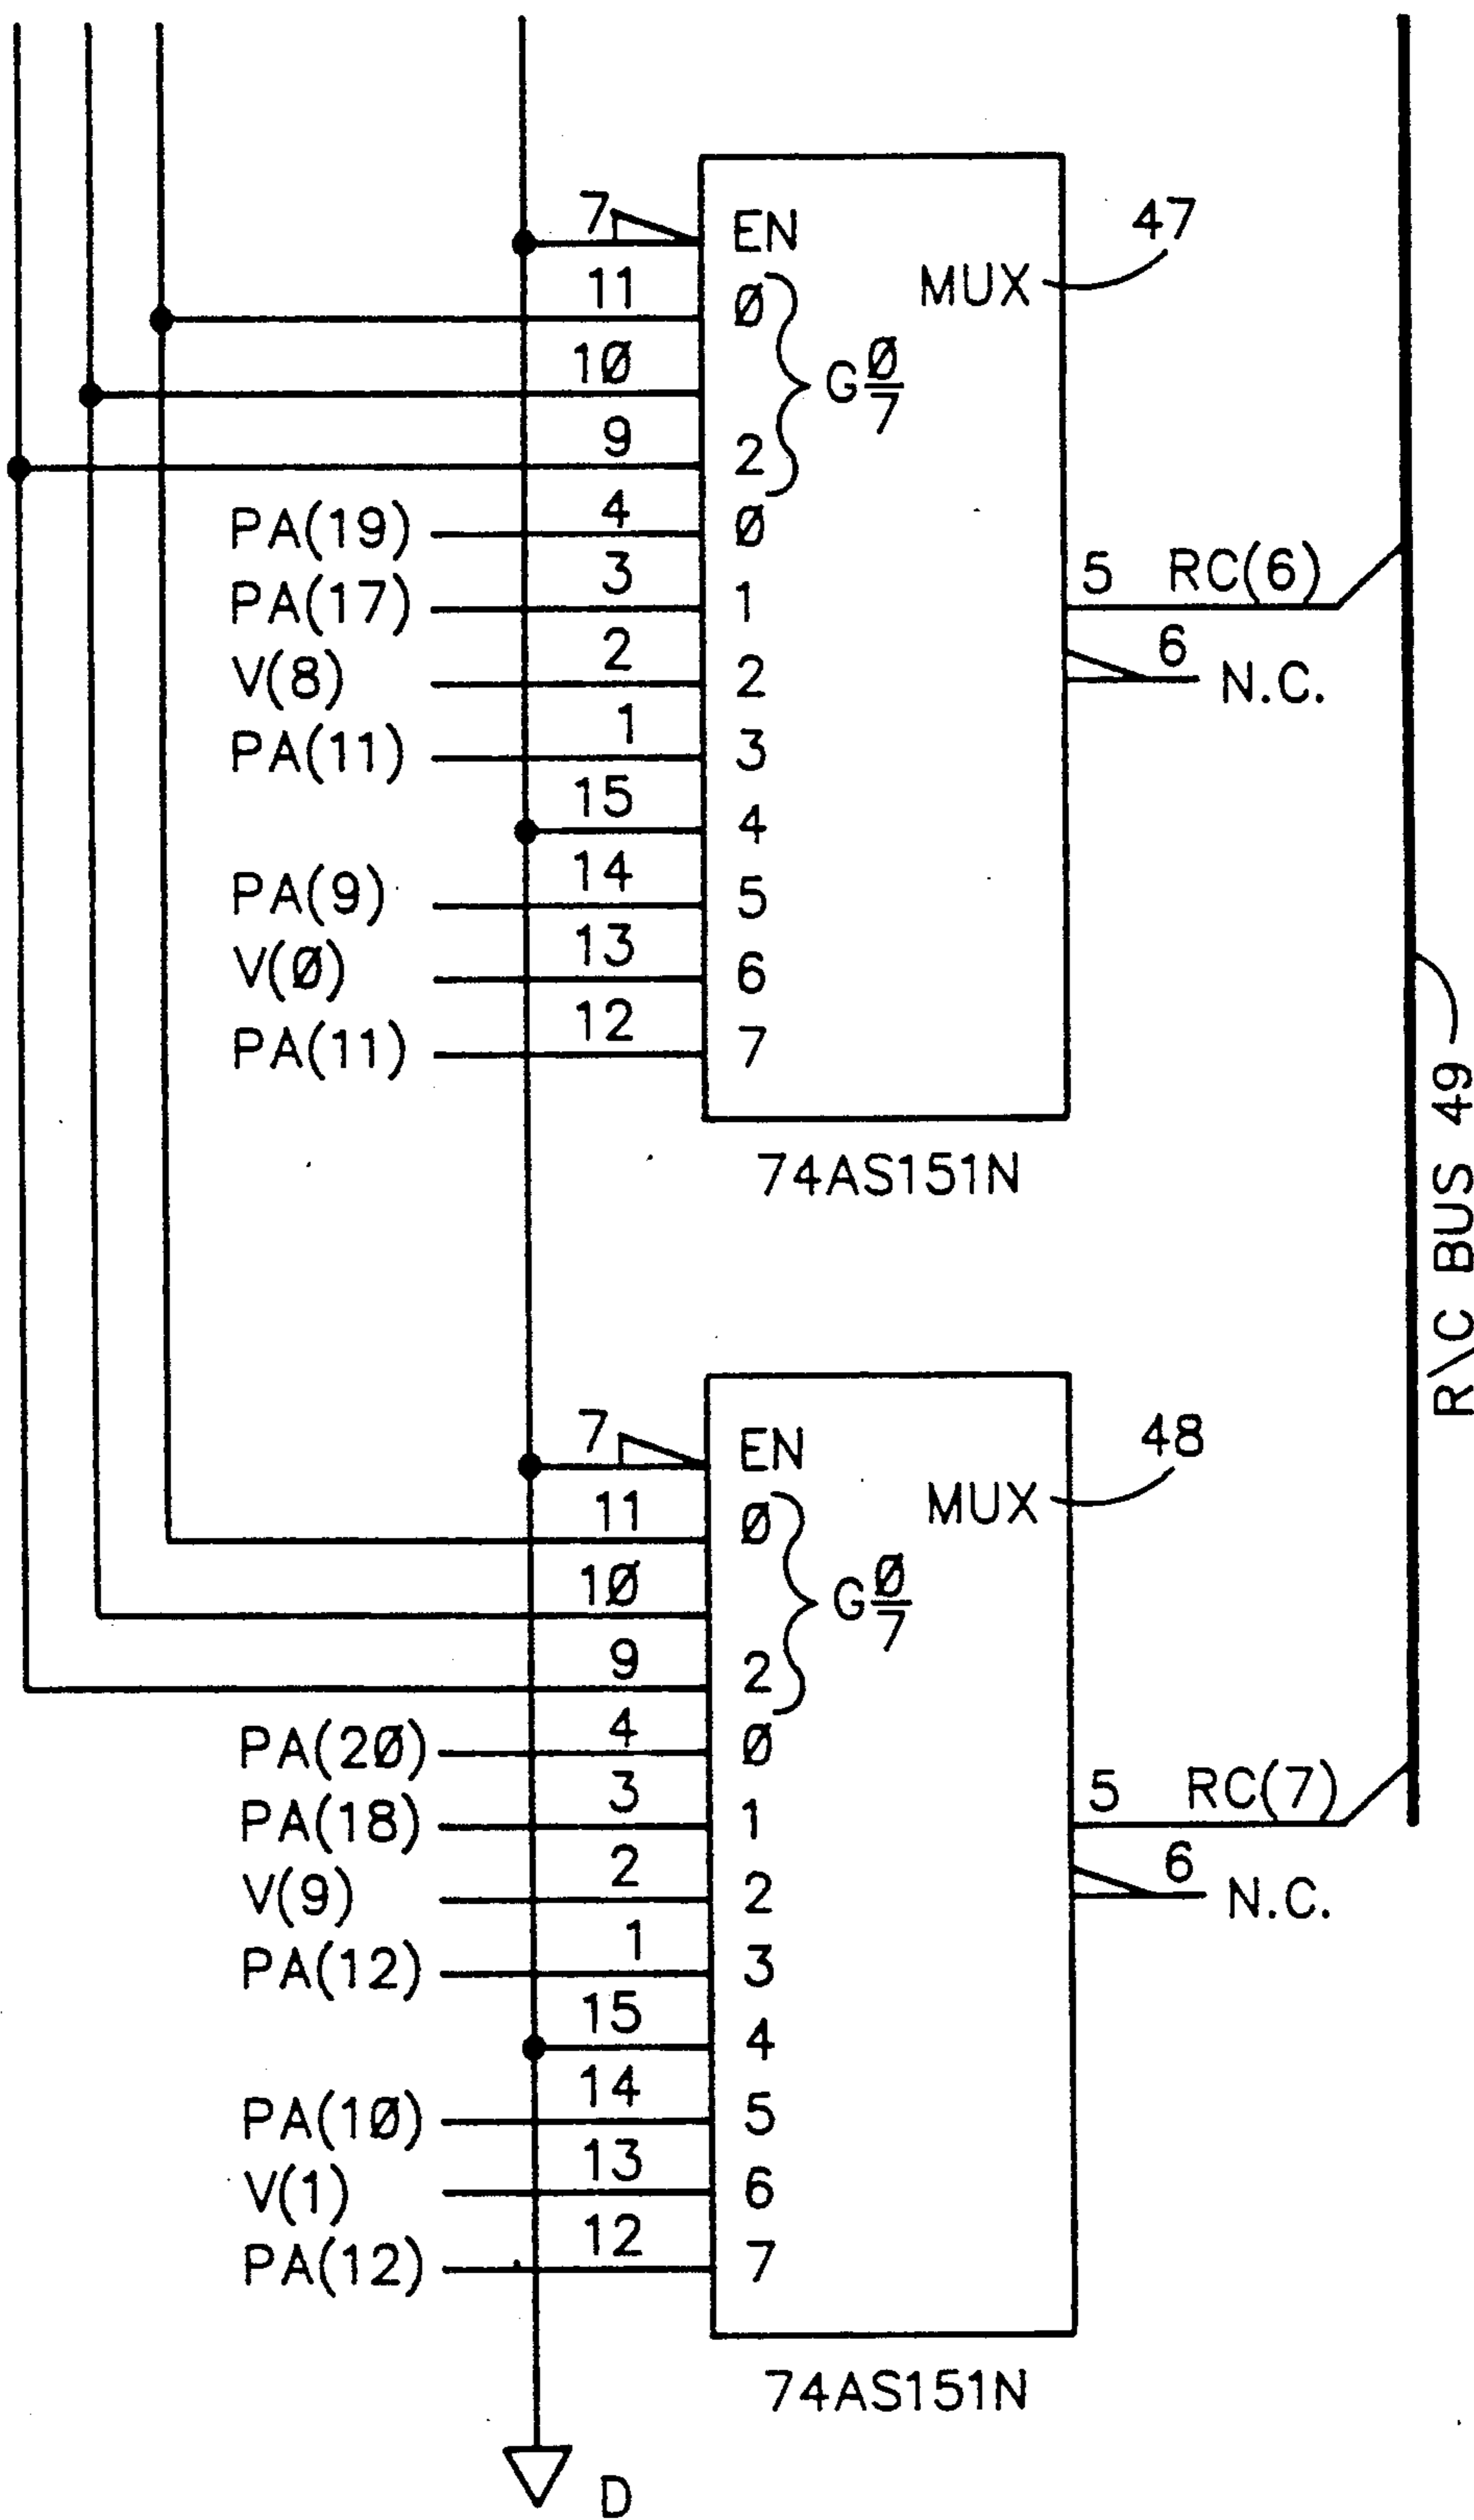 7 EN 47
11 Ø MUX
10 GØ/7
9 2
PA(19) 4 Ø
PA(17) 3 1 5 RC(6)
V(8) 2 2 6 N.C.
PA(11) 1 3
15 4
PA(9) 14 5
V(Ø) 13 6
PA(11) 12 7
74AS151N
R\C BUS 49
7 EN 48
11 Ø MUX
1Ø GØ/7
9 2
PA(2Ø) 4 Ø
PA(18) 3 1 5 RC(7)
V(9) 2 2 6 N.C.
PA(12) 1 3
15 4
PA(1Ø) 14 5
V(1) 13 6
PA(12) 12 7
74AS151N
D